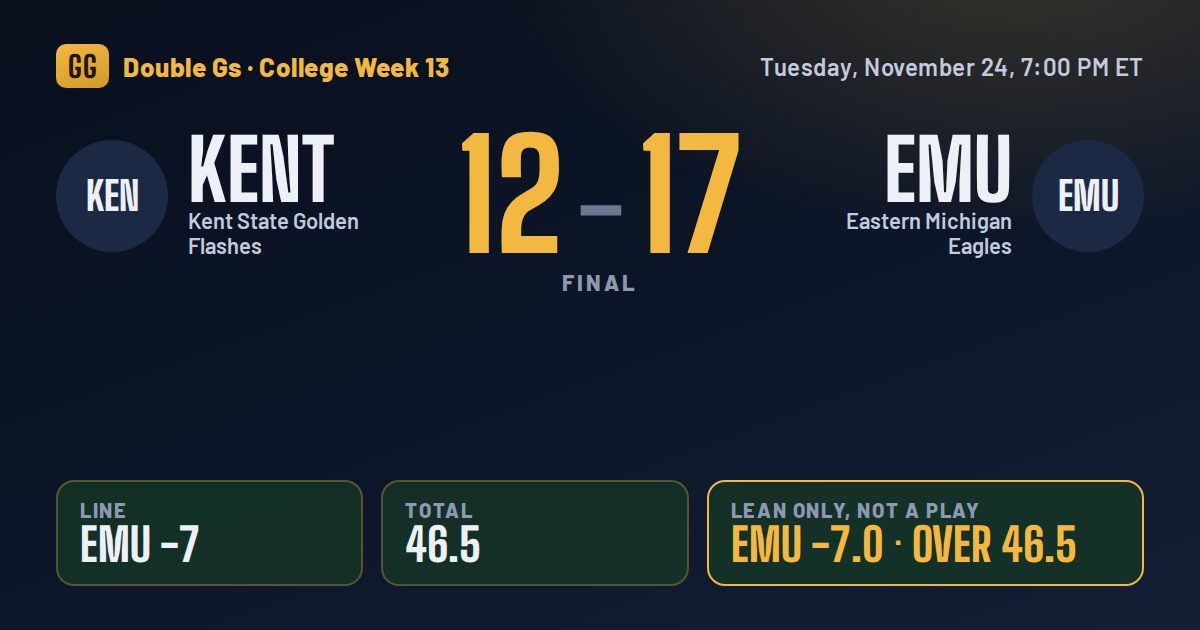 GG Double Gs · College Week 13
Tuesday, November 24, 7:00 PM ET
KEN
KENT
Kent State Golden
Flashes
12 – 17
FINAL
EMU
Eastern Michigan
Eagles
EMU
LINE
EMU −7
TOTAL
46.5
LEAN ONLY, NOT A PLAY
EMU −7.0 · OVER 46.5